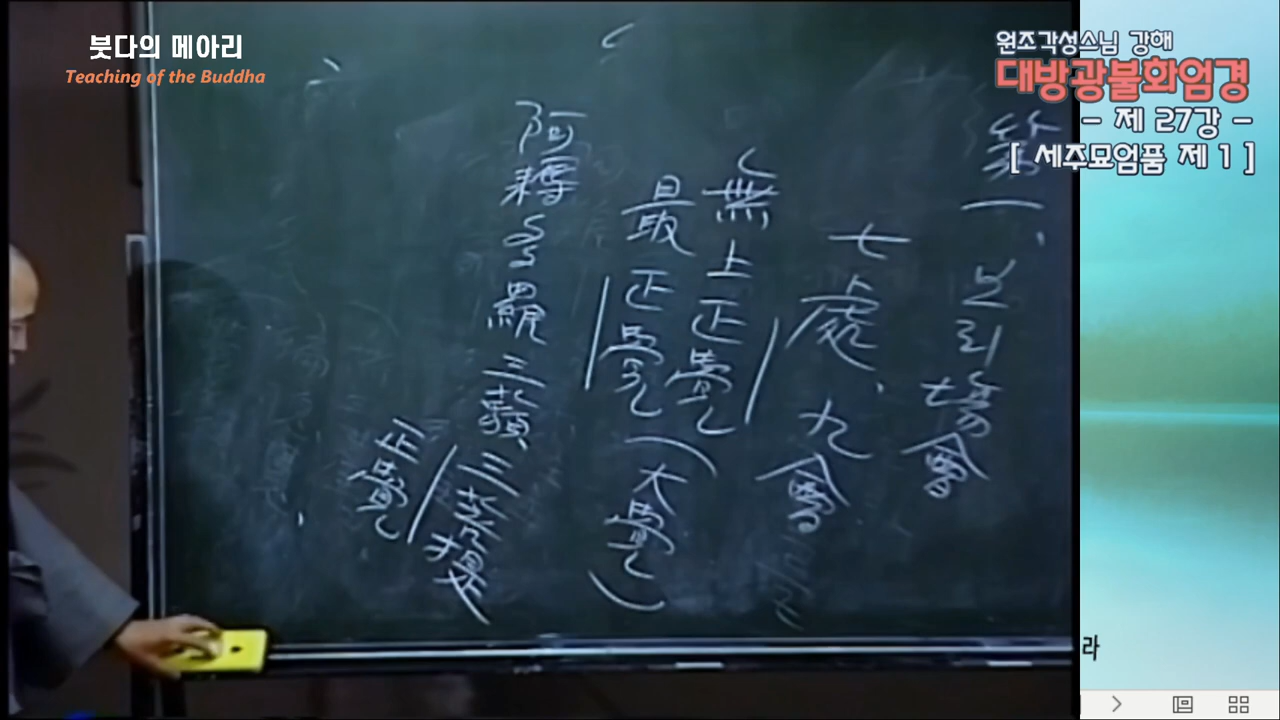 붓다의 메아리
Teaching of the Buddha
원조각성스님 강해
대방광불화엄경
- 제 27강 -
[ 세주묘엄품 제 1 ]
第一、보리場會
七處、九會
無上正覺
最正覺(大覺)
阿耨多羅三藐、三菩提
正覺
라